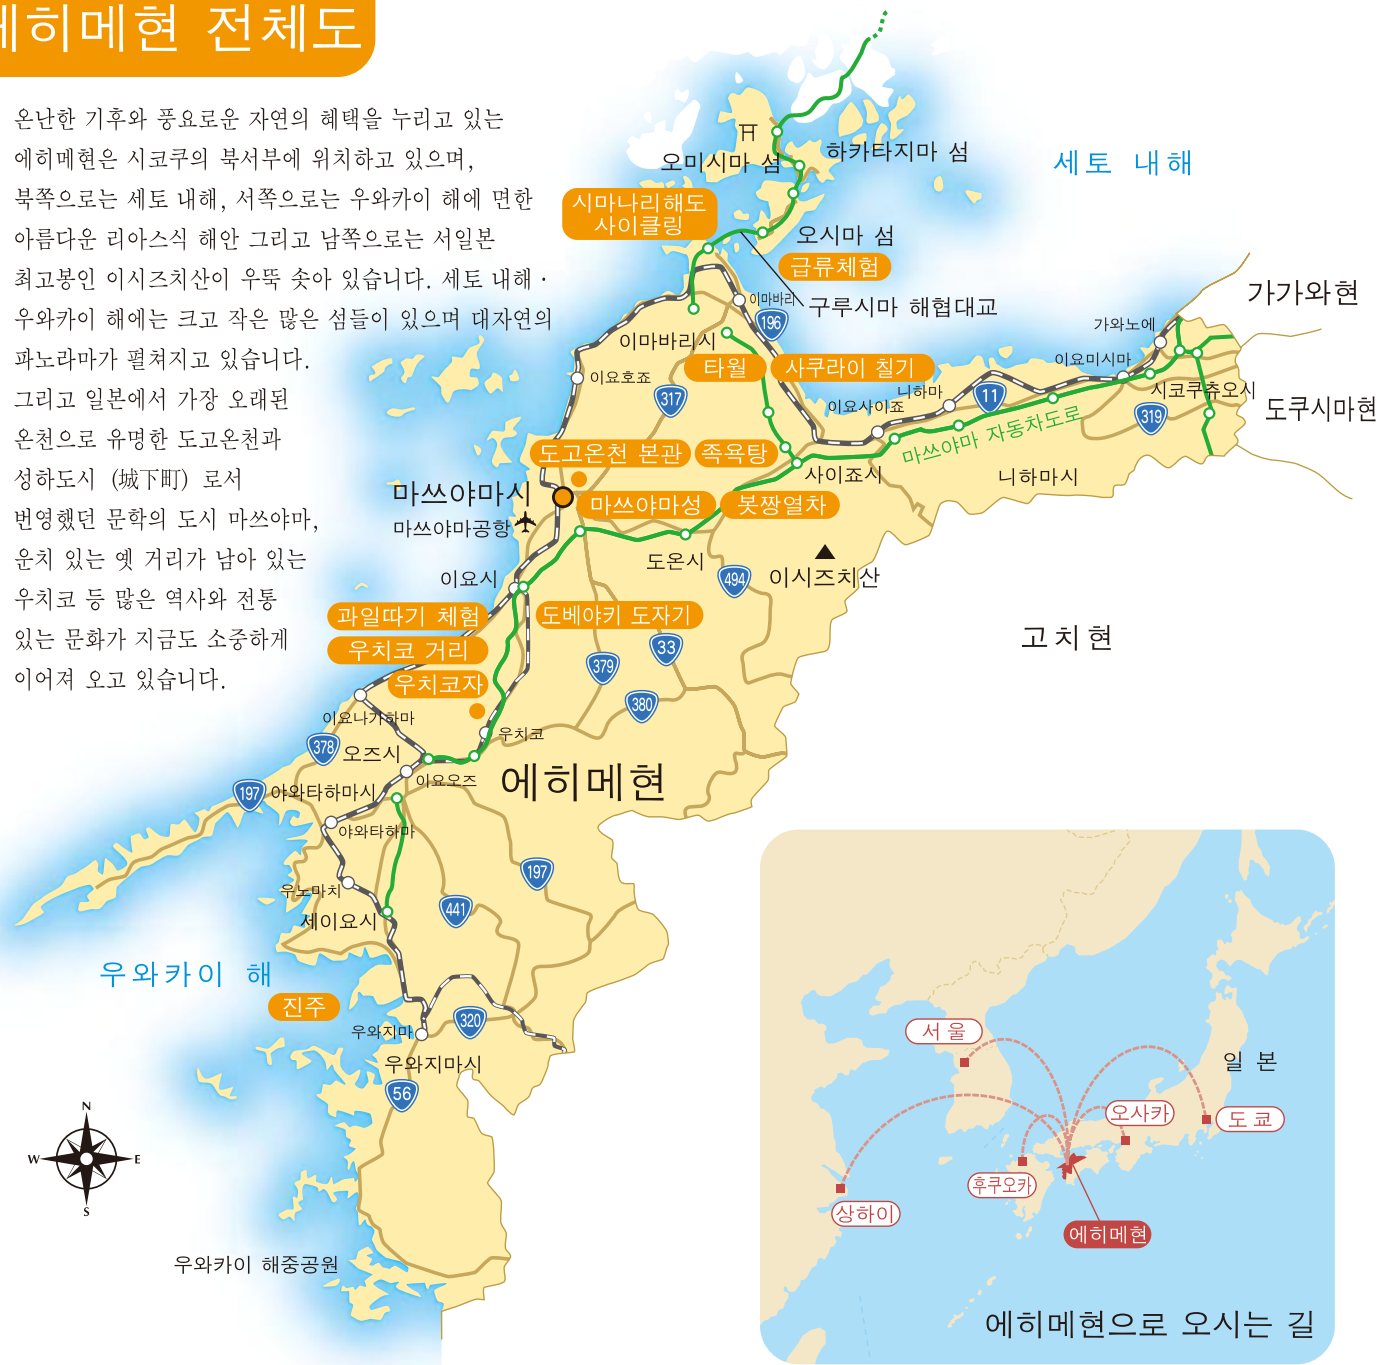 에히메현 전체도
온난한 기후와 풍요로운 자연의 혜택을 누리고 있는
에히메현은 시코쿠의 북서부에 위치하고 있으며,
북쪽으로는 세토 내해, 서쪽으로는 우와카이 해에 면한
아름다운 리아스식 해안 그리고 남쪽으로는 서일본
최고봉인 이시즈치산이 우뚝 솟아 있습니다. 세토 내해 ·
우와카이 해에는 크고 작은 많은 섬들이 있으며 대자연의
파노라마가 펼쳐지고 있습니다.
그리고 일본에서 가장 오래된
온천으로 유명한 도고온천과
성하도시 (城下町) 로서
번영했던 문학의 도시 마쓰야마,
운치 있는 옛 거리가 남아 있는
우치코 등 많은 역사와 전통
있는 문화가 지금도 소중하게
이어져 오고 있습니다.
오미시마 섬
하카타지마 섬
세토 내해
시마나리해도
사이클링
오시마 섬
급류체험
구루시마 해협대교
가가와현
이마바리
196
이마바리시
가와노에
이요미시마
타월
사쿠라이 칠기
이요호죠
317
니하마
이요사이죠
11
시코쿠츄오시
319
도쿠시마현
마쓰야마 자동차도로
도고온천 본관
족욕탕
사이죠시
니하마시
마쓰야마시
마쓰야마성
봇짱열차
마쓰야마공항
도온시
494
이시즈치산
이요시
과일따기 체험
도베야키 도자기
우치코 거리
379
33
고치현
우치코자
380
이요나가하마
우치코
378
오즈시
이요오즈
에히메현
197
야와타하마시
야와타하마
우노마치
197
441
세이요시
우와카이 해
진주
우와지마
320
우와지마시
56
N
W
E
S
우와카이 해중공원
서울
일 본
오사카
도쿄
후쿠오카
상하이
에히메현
에히메현으로 오시는 길